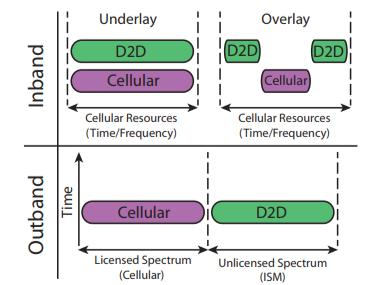 Underlay
Overlay
Inband
D2D
D2D
D2D
Cellular
Cellular
Cellular Resources
(Time/Frequency)
Cellular Resources
(Time/Frequency)
Outband
Time
Cellular
D2D
Licensed Spectrum
(Cellular)
Unlicensed Spectrum
(ISM)